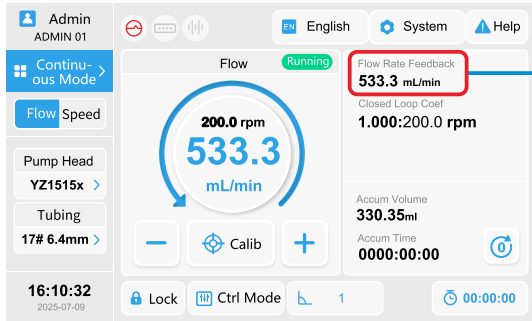 Admin
ADMIN 01
EN English
System
Help
Continu-
ous Mode
Flow Speed
Pump Head
YZ1515x
Tubing
17# 6.4mm
16:10:32
2025-07-09
Flow
Running
200.0 rpm
533.3
mL/min
Calib
Flow Rate Feedback
533.3 mL/min
Closed Loop Coef
1.000:200.0 rpm
Accum Volume
330.35ml
Accum Time
0000:00:00
0
Lock
Ctrl Mode
1
00:00:00